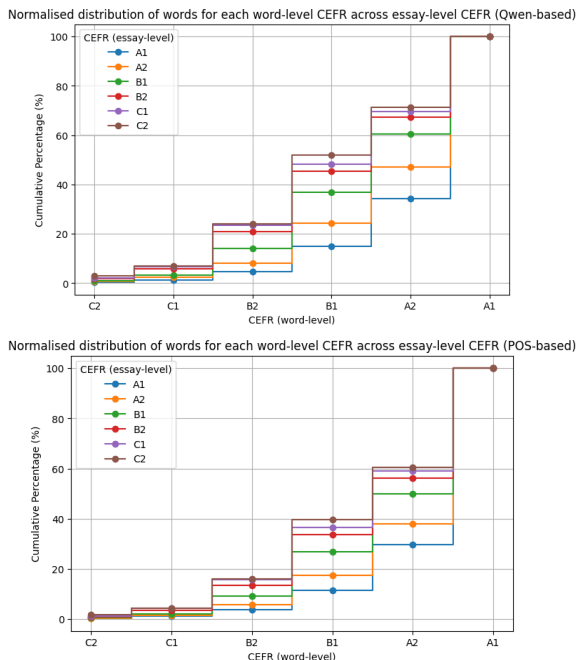 Normalised distribution of words for each word-level CEFR across essay-level CEFR (Qwen-based)
CEFR (essay-level)
A1
A2
B1
B2
C1
C2
100
80
60
40
20
0
Cumulative Percentage (%)
C2 C1 B2 B1 A2 A1
CEFR (word-level)
Normalised distribution of words for each word-level CEFR across essay-level CEFR (POS-based)
CEFR (essay-level)
A1
A2
B1
B2
C1
C2
100
80
60
40
20
0
Cumulative Percentage (%)
C2 C1 B2 B1 A2 A1
CEFR (word-level)